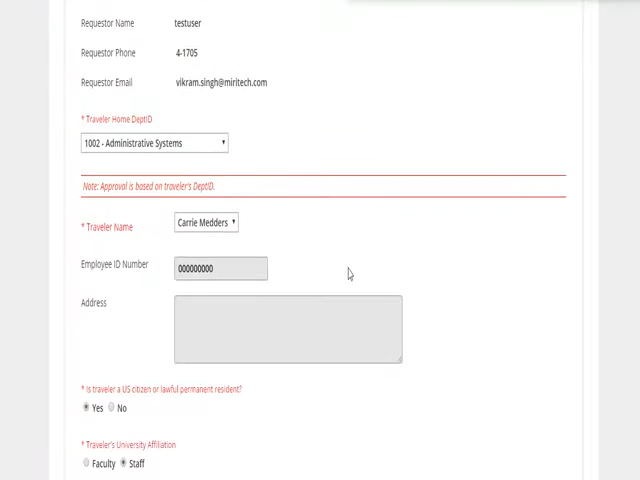 Requestor Name testuser
Requestor Phone 4-1705
Requestor Email vikram.singh@miritech.com
* Traveler Home DeptID
1002 - Administrative Systems
Note: Approval is based on traveler's DeptID.
* Traveler Name Carrie Medders
Employee ID Number 000000000
Address
* Is traveler a US citizen or lawful permanent resident?
Yes No
* Traveler's University Affiliation
Faculty Staff